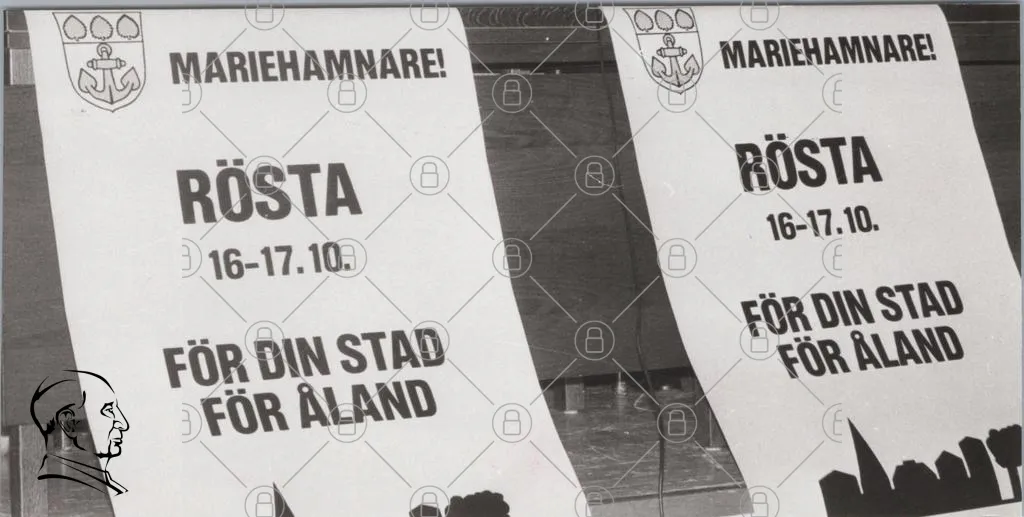 MARIEHAMNARE!
RÖSTA
16-17.10.
FÖR DIN STAD
FÖR ÅLAND
MARIEHAMNARE!
RÖSTA
16-17.10.
FÖR DIN STAD
FÖR ÅLAND